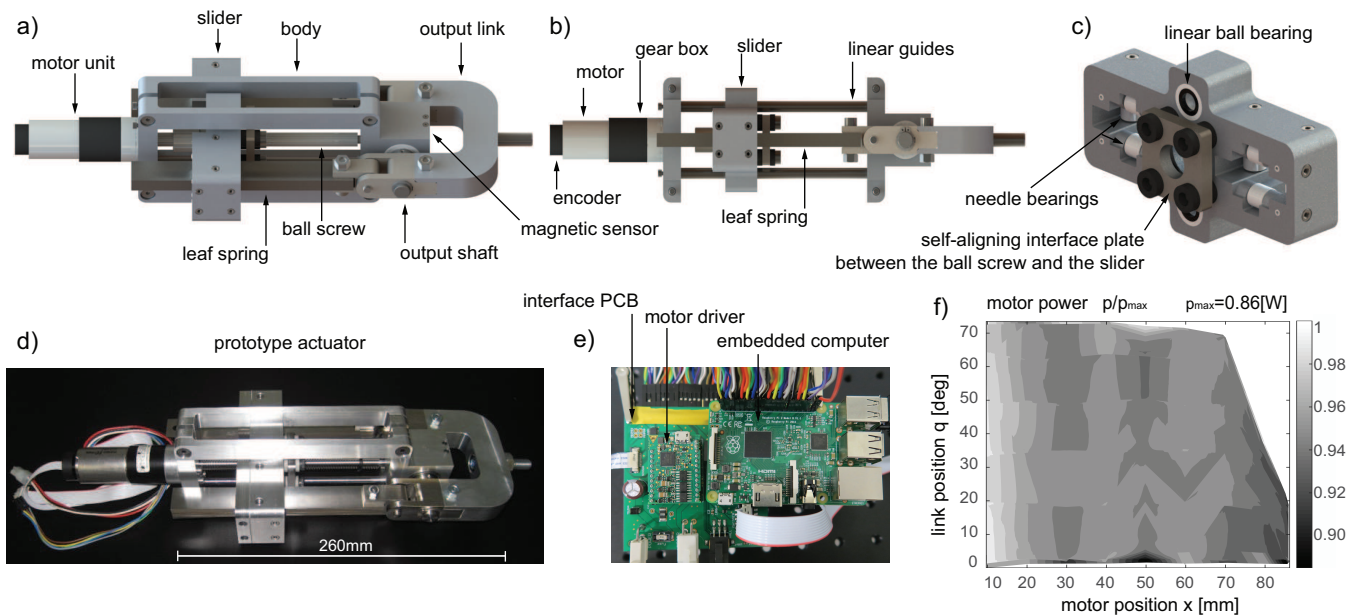 a)
slider
body
output link
motor unit
leaf spring
ball screw
magnetic sensor
output shaft
b)
gear box
slider
linear guides
motor
encoder
leaf spring
c)
linear ball bearing
needle bearings
self-aligning interface plate
between the ball screw and the slider
d)
prototype actuator
260mm
interface PCB
motor driver
e)
embedded computer
HDMI
f)
motor power p/pmax pmax=0.86[W]
link position q [deg]
70
60
50
40
30
20
10
0
10 20 30 40 50 60 70 80
motor position x [mm]
1
0.98
0.96
0.94
0.92
0.90